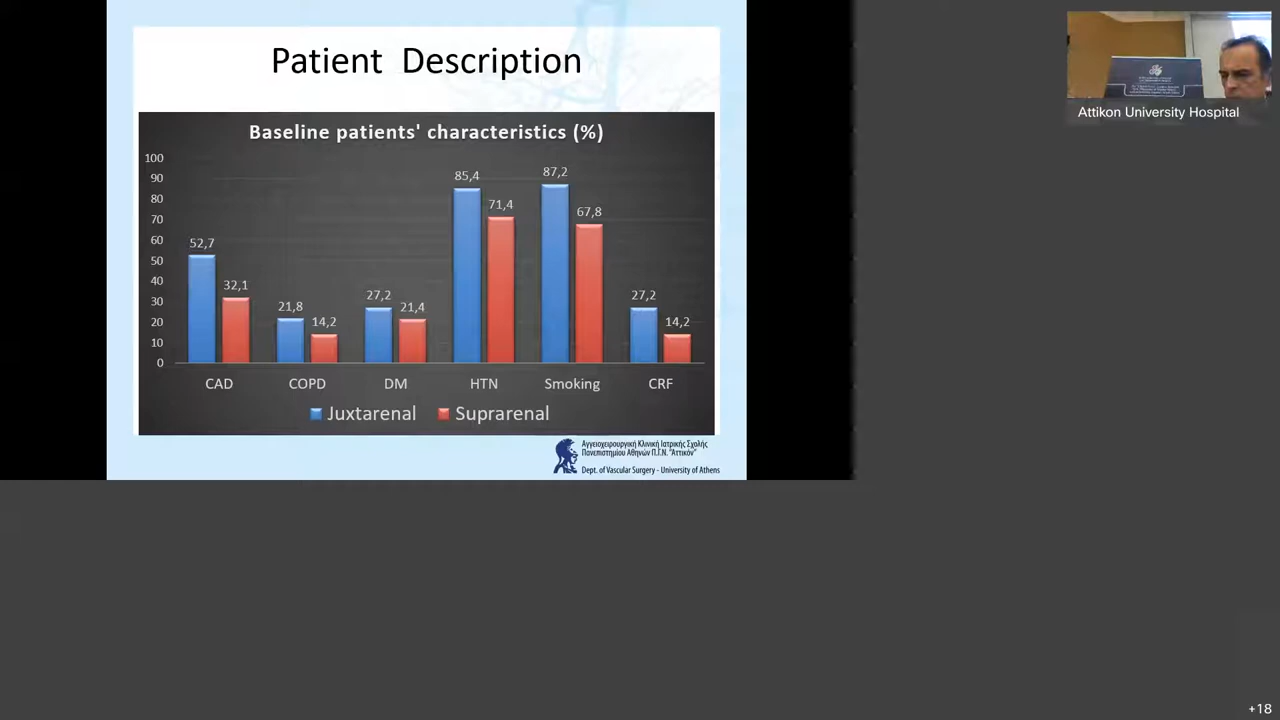 Patient Description
Baseline patients' characteristics (%)
100
90
80
70
60
50
40
30
20
10
0
52,7
32,1
21,8
14,2
27,2
21,4
85,4
71,4
87,2
67,8
27,2
14,2
CAD
COPD
DM
HTN
Smoking
CRF
Juxtarenal
Suprarenal
Αγγειοχειρουργική Κλινική Ιατρικής Σχολής
Πανεπιστημίου Αθηνών Π.Γ.Ν. "Αττικόν"
Dept. of Vascular Surgery - University of Athens
Attikon University Hospital
+18